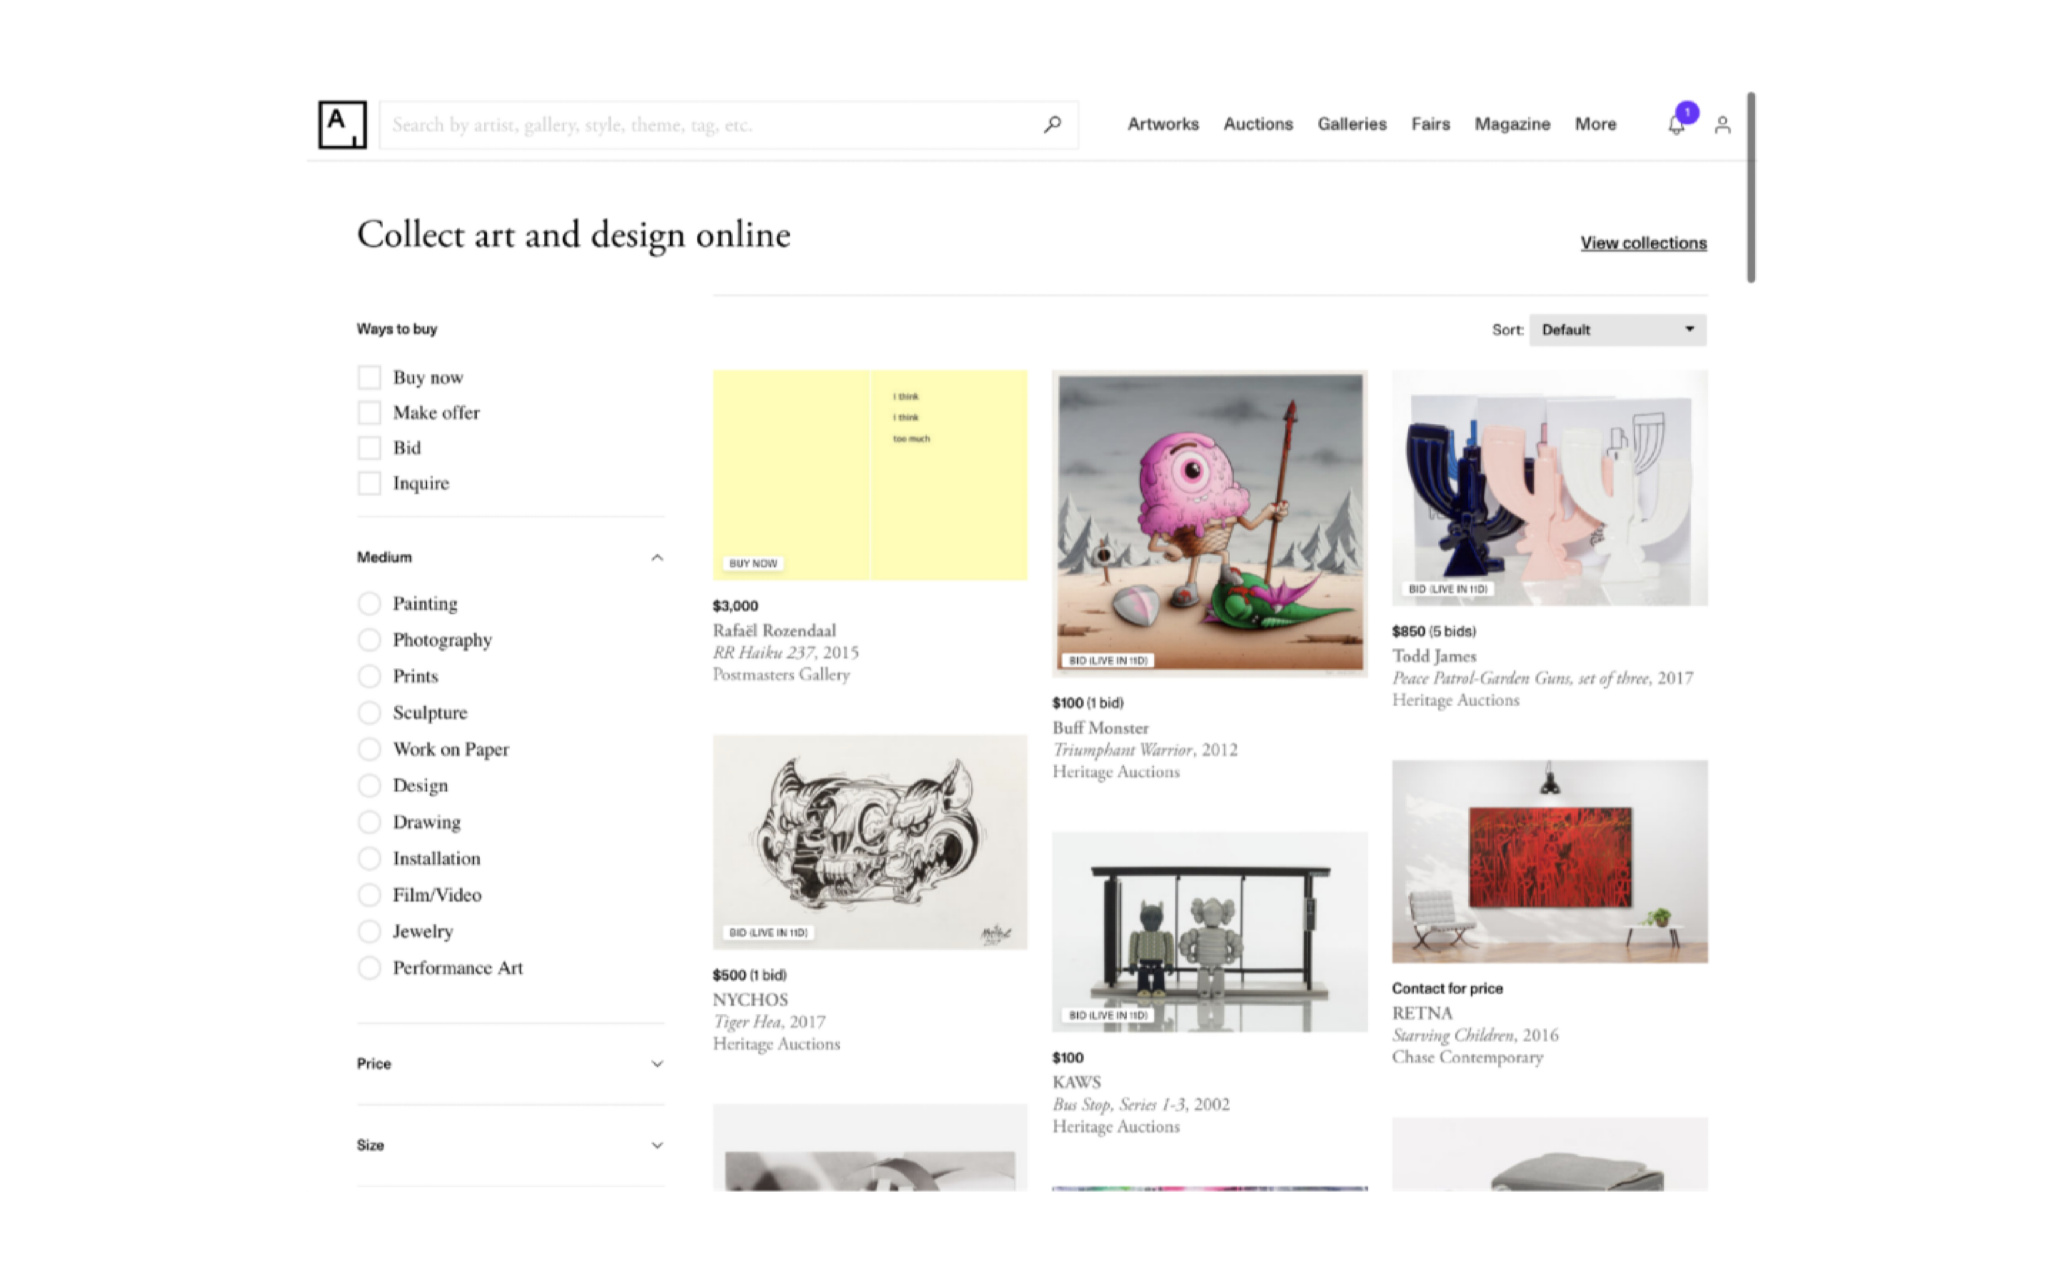 A
Search by artist, gallery, style, theme, tag, etc.
Artworks Auctions Galleries Fairs Magazine More
1
Collect art and design online
View collections
Ways to buy
Buy now
Make offer
Bid
Inquire
Medium
Painting
Photography
Prints
Sculpture
Work on Paper
Design
Drawing
Installation
Film/Video
Jewelry
Performance Art
Price
Size
Sort: Default
i think
i think
too much
BUY NOW
$3,000
Rafaël Rozendaal
RR Haiku 237, 2015
Postmasters Gallery
BID (LIVE IN 11D)
$500 (1 bid)
NYCHOS
Tiger Hea, 2017
Heritage Auctions
BID (LIVE IN 11D)
$100 (1 bid)
Buff Monster
Triumphant Warrior, 2012
Heritage Auctions
BID (LIVE IN 11D)
$100
KAWS
Bus Stop, Series 1-3, 2002
Heritage Auctions
BID (LIVE IN 11D)
$850 (5 bids)
Todd James
Peace Patrol-Garden Guns, set of three, 2017
Heritage Auctions
Contact for price
RETNA
Starving Children, 2016
Chase Contemporary